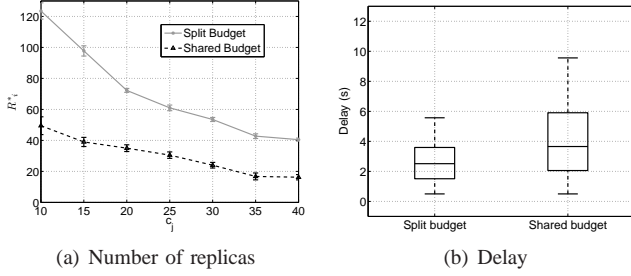 120
100
80
60
40
20
0
R*i
Split Budget
Shared Budget
10 15 20 25 30 35 40
c_j
(a) Number of replicas
12
10
8
6
4
2
0
Delay (s)
Split budget Shared budget
(b) Delay